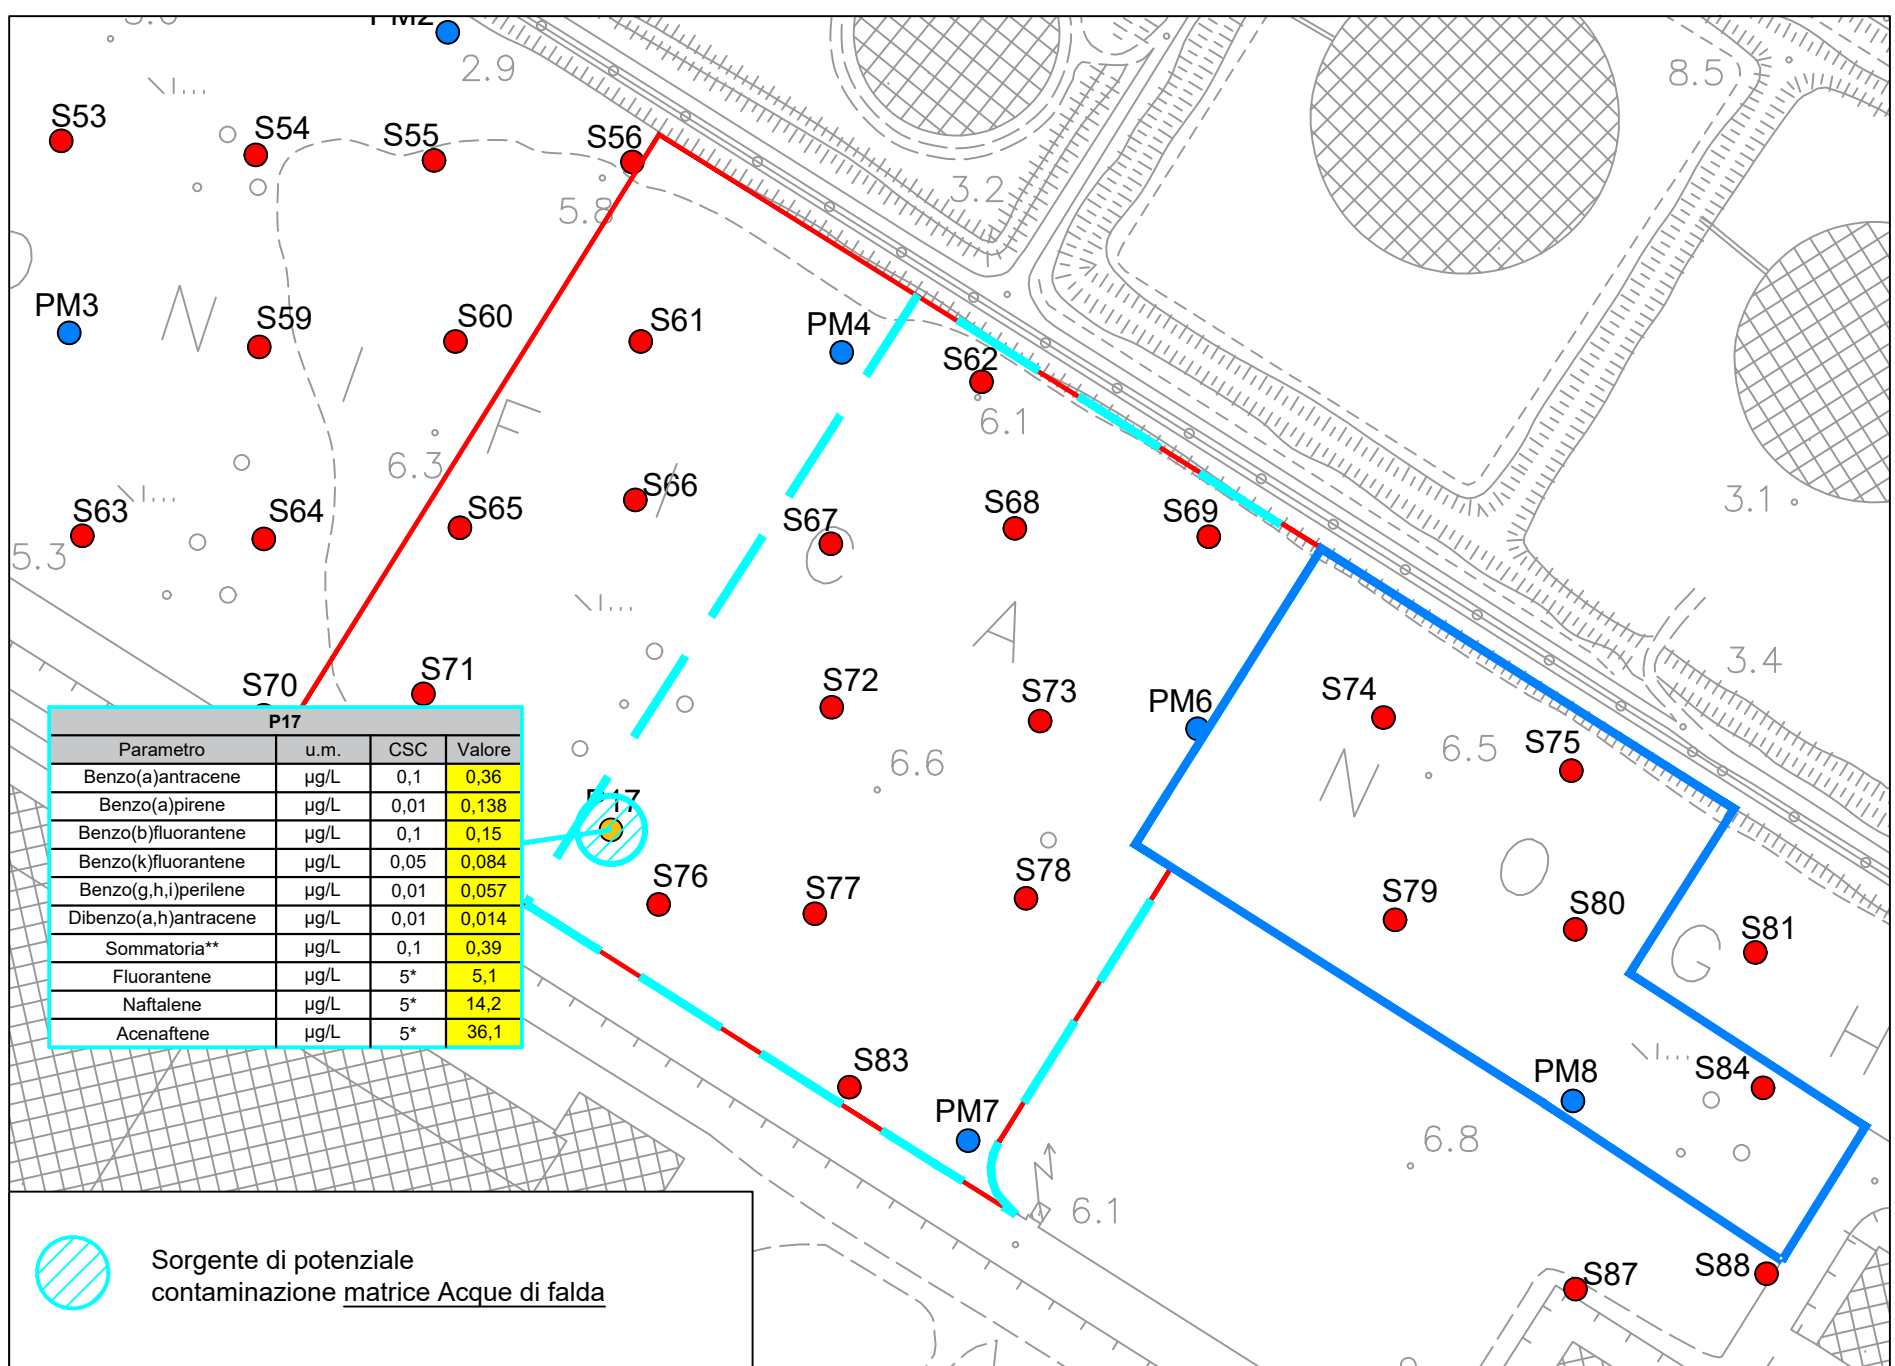 PM2
2.9
8.5
S53
S54
S55
S56
3.2
5.8
PM3
S59
S60
S61
PM4
S62
6.1
N
I
F
I
C
A
N
O
G
H
6.3
S63
S64
S65
S66
S67
S68
S69
3.1
5.3
S70
S71
S72
S73
PM6
S74
3.4
6.5
S75
6.6
P17
Parametro u.m. CSC Valore
Benzo(a)antracene µg/L 0,1 0,36
Benzo(a)pirene µg/L 0,01 0,138
Benzo(b)fluorantene µg/L 0,1 0,15
Benzo(k)fluorantene µg/L 0,05 0,084
Benzo(g,h,i)perilene µg/L 0,01 0,057
Dibenzo(a,h)antracene µg/L 0,01 0,014
Sommatoria** µg/L 0,1 0,39
Fluorantene µg/L 5* 5,1
Naftalene µg/L 5* 14,2
Acenaftene µg/L 5* 36,1
P17
S76
S77
S78
S79
S80
S81
S83
PM7
PM8
S84
6.8
6.1
S87
S88
Sorgente di potenziale
contaminazione matrice Acque di falda